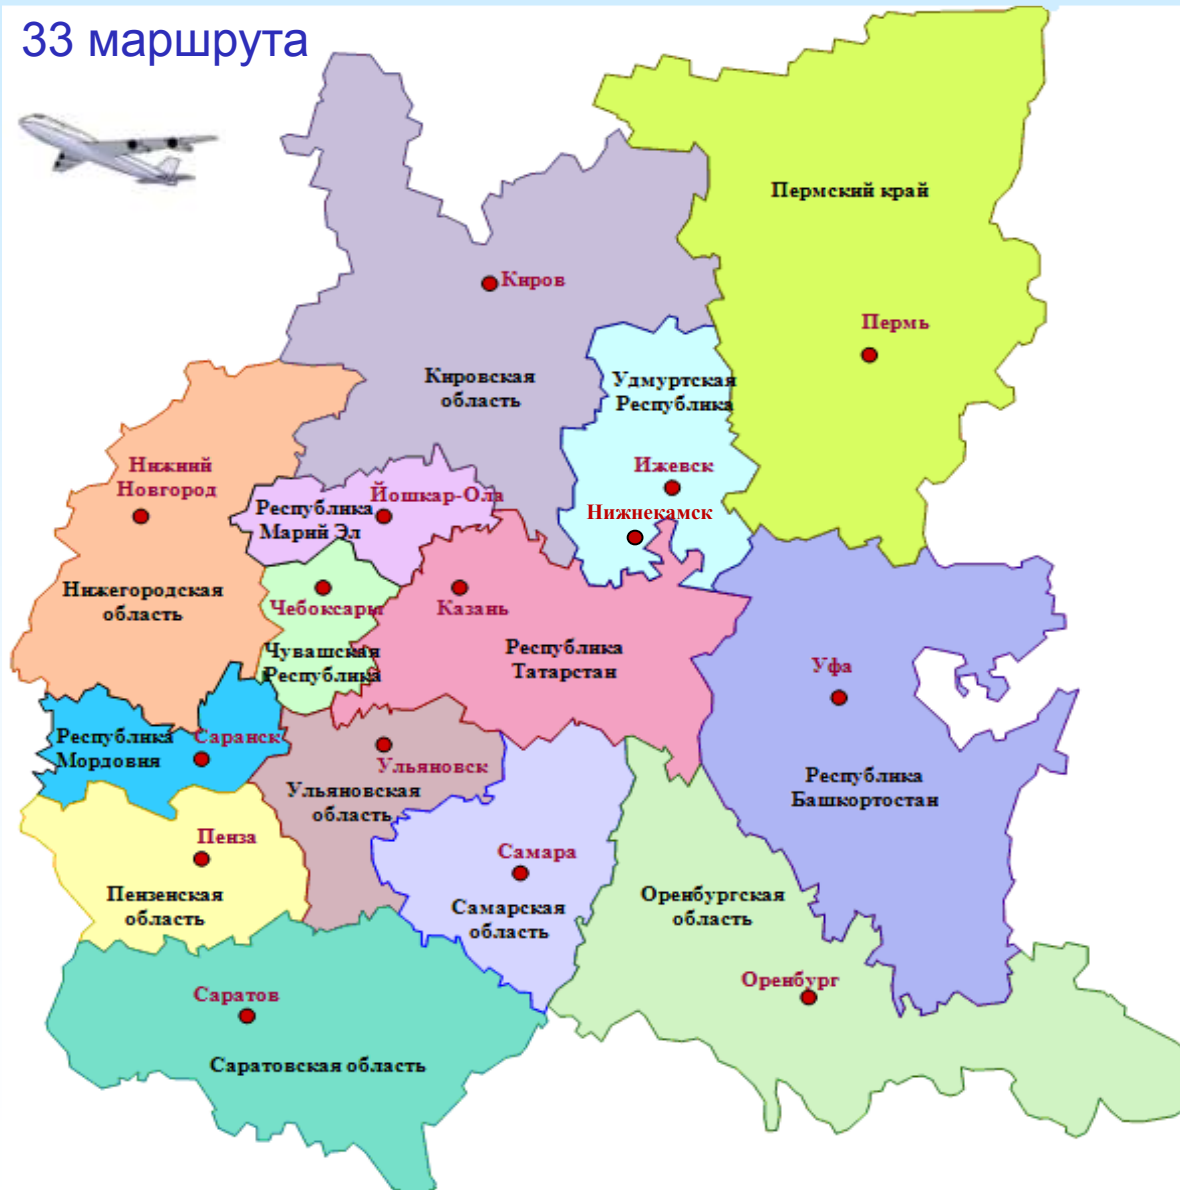 33 маршрута
Пермский край
Киров
Пермь
Кировская
область
Удмуртская
Республика
Нижний
Новгород
Ижевск
Йошкар-Ола
Республика
Марий Эл
Нижнекамск
Нижегородская
область
Чебоксары
Казань
Чувашская
Республика
Республика
Татарстан
Уфа
Республика
Мордовия
Саранск
Ульяновск
Ульяновская
область
Республика
Башкортостан
Пенза
Самара
Пензенская
область
Самарская
область
Оренбургская
область
Оренбург
Саратов
Саратовская область